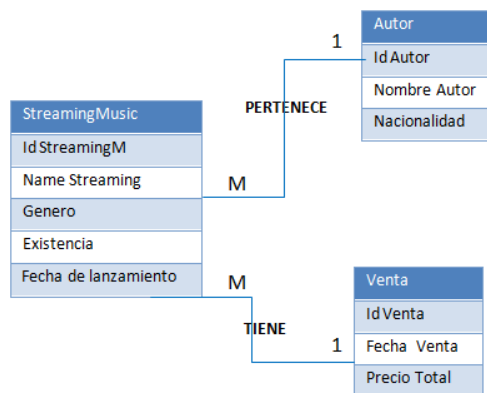 Autor
Id Autor
Nombre Autor
Nacionalidad
1
PERTENECE
M
StreamingMusic
Id StreamingM
Name Streaming
Genero
Existencia
Fecha de lanzamiento
M
TIENE
1
Venta
Id Venta
Fecha Venta
Precio Total